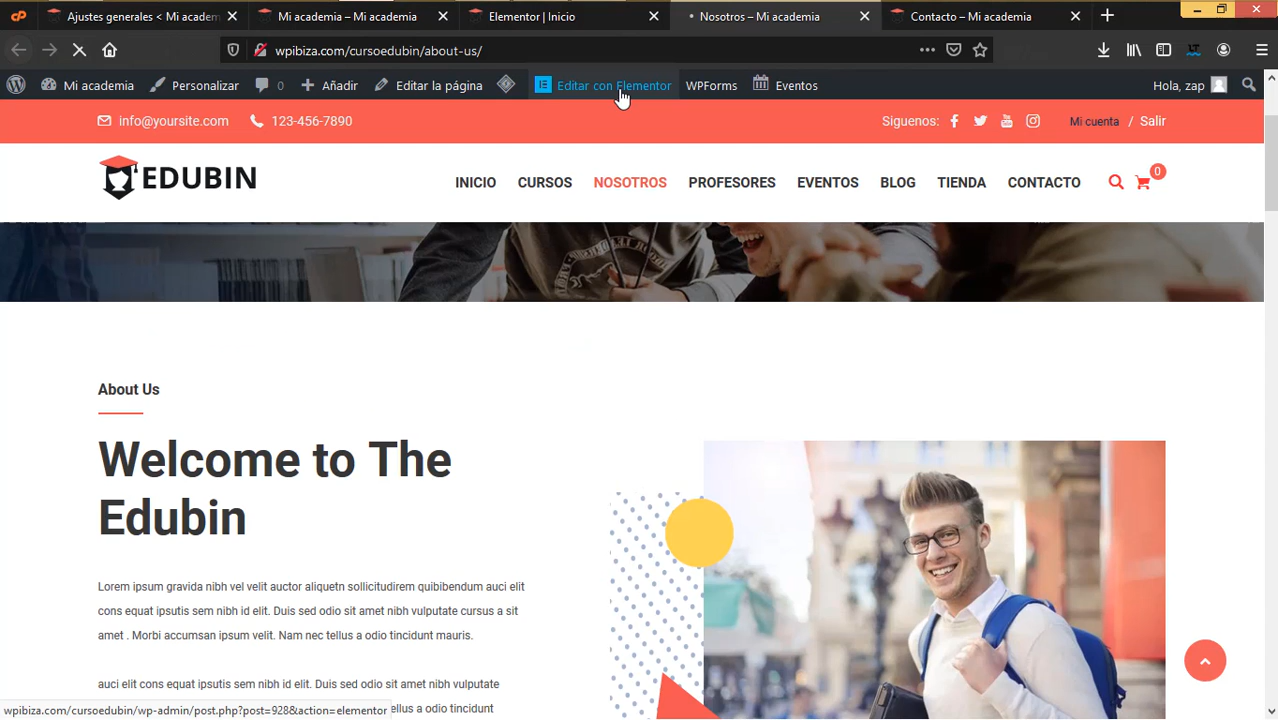 Ajustes generales < Mi academ
Mi academia – Mi academia
Elementor | Inicio
Nosotros – Mi academia
Contacto – Mi academia
wpibiza.com/cursoedubin/about-us/
Mi academia
Personalizar
0
Añadir
Editar la página
Editar con Elementor
WPForms
Eventos
Hola, zap
info@yoursite.com
123-456-7890
Siguenos:
Mi cuenta / Salir
EDUBIN
INICIO
CURSOS
NOSOTROS
PROFESORES
EVENTOS
BLOG
TIENDA
CONTACTO
0
About Us
Welcome to The
Edubin
Lorem ipsum gravida nibh vel velit auctor aliquetn sollicitudirem quibibendum auci elit
cons equat ipsutis sem nibh id elit. Duis sed odio sit amet nibh vulputate cursus a sit
amet . Morbi accumsan ipsum velit. Nam nec tellus a odio tincidunt mauris.
auci elit cons equat ipsutis sem nibh id elit. Duis sed odio sit amet nibh vulputate
tellus a odio tincidunt
wpibiza.com/cursoedubin/wp-admin/post.php?post=928&action=elementor